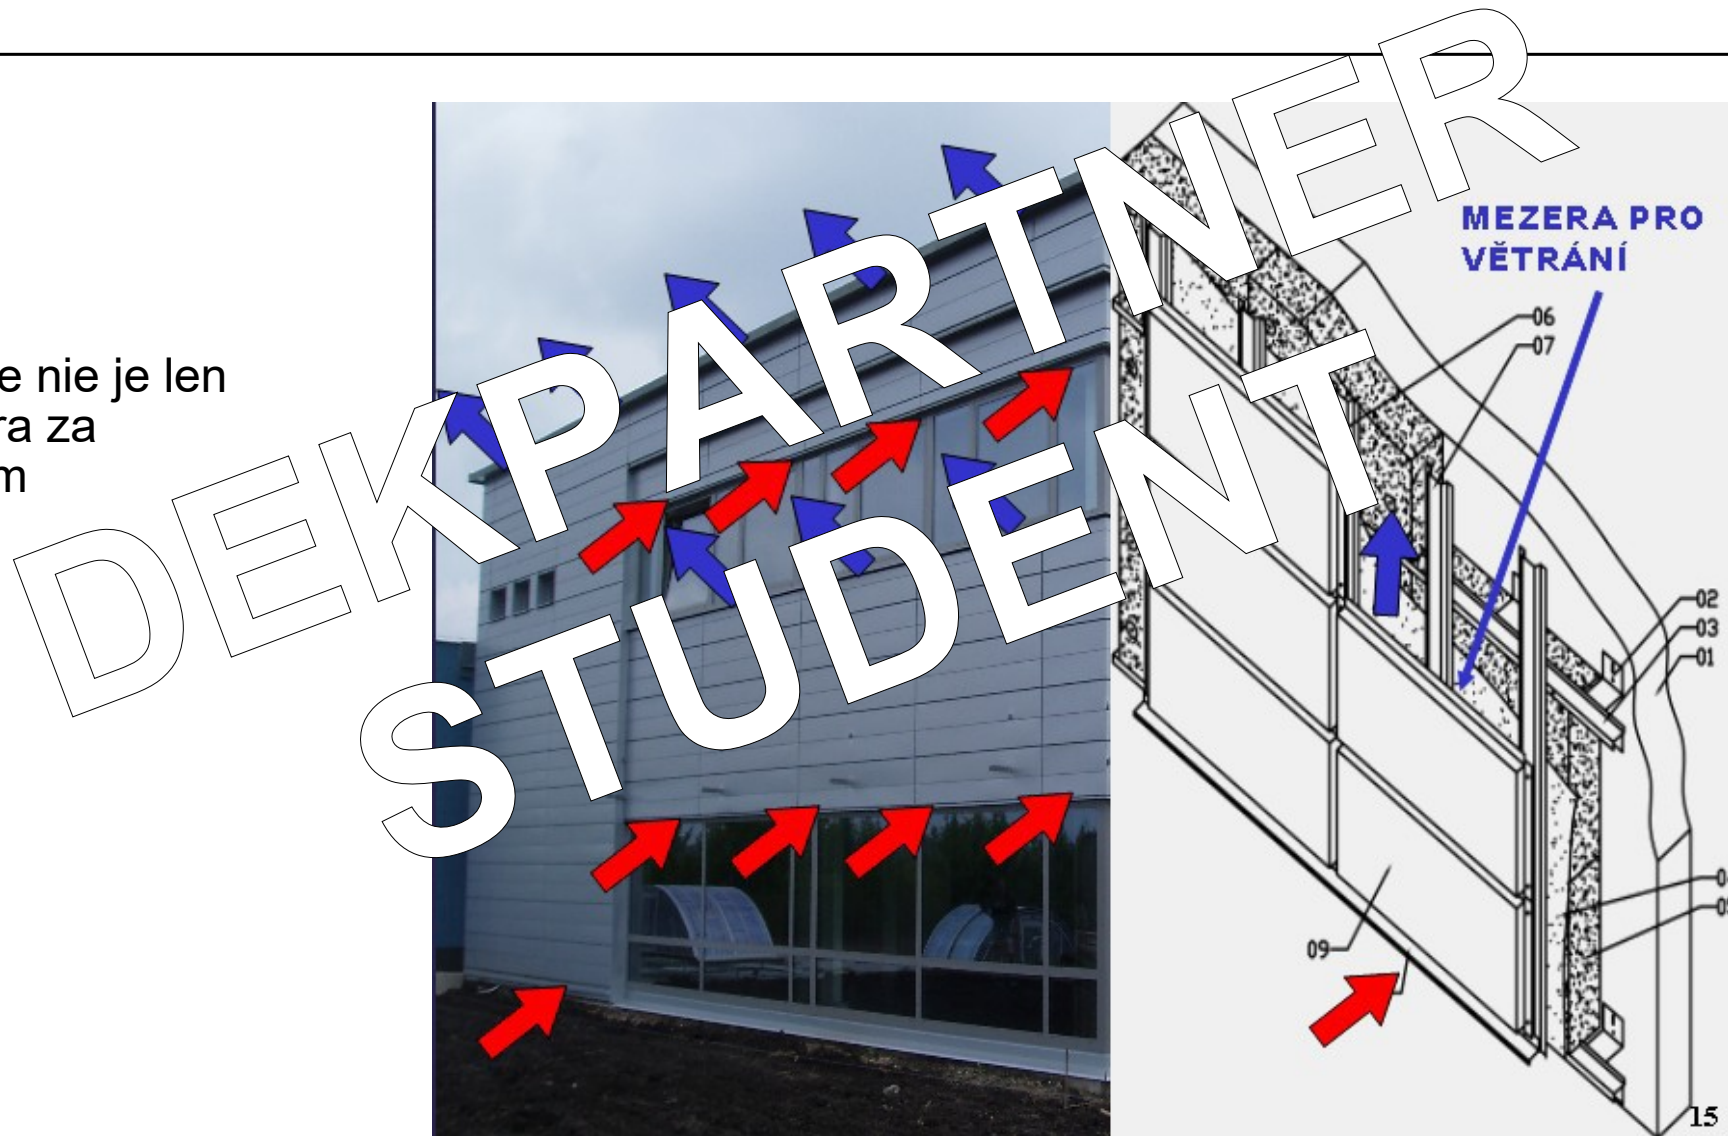 e nie je len
ra za
m
DEKPARTNER
STUDENT
MEZERA PRO
VĚTRÁNÍ
06
07
02
03
01
09
15